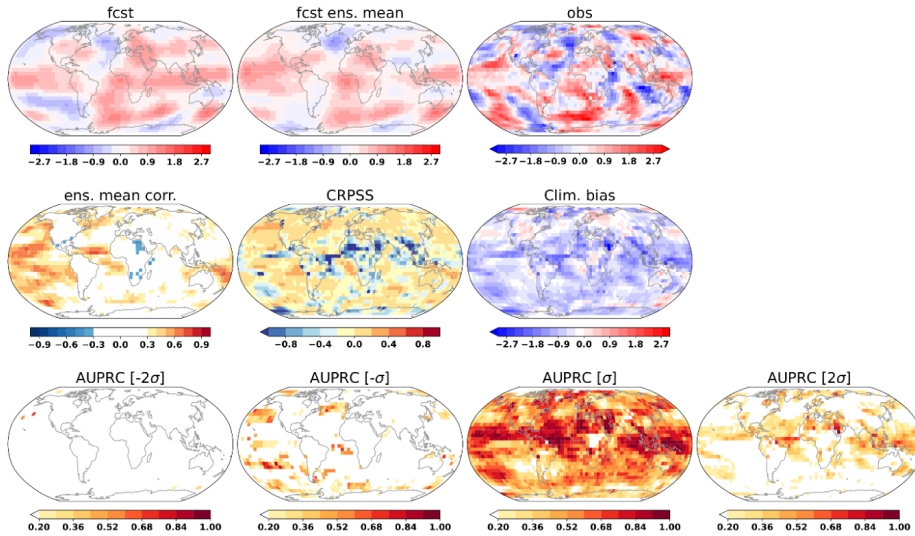 fcst
fcst ens. mean
obs
−2.7 −1.8 −0.9 0.0 0.9 1.8 2.7
−2.7 −1.8 −0.9 0.0 0.9 1.8 2.7
−2.7 −1.8 −0.9 0.0 0.9 1.8 2.7
ens. mean corr.
CRPSS
Clim. bias
−0.9 −0.6 −0.3 0.0 0.3 0.6 0.9
−0.8 −0.4 0.0 0.4 0.8
−2.7 −1.8 −0.9 0.0 0.9 1.8 2.7
AUPRC [-2σ]
AUPRC [-σ]
AUPRC [σ]
AUPRC [2σ]
0.20 0.36 0.52 0.68 0.84 1.00
0.20 0.36 0.52 0.68 0.84 1.00
0.20 0.36 0.52 0.68 0.84 1.00
0.20 0.36 0.52 0.68 0.84 1.00